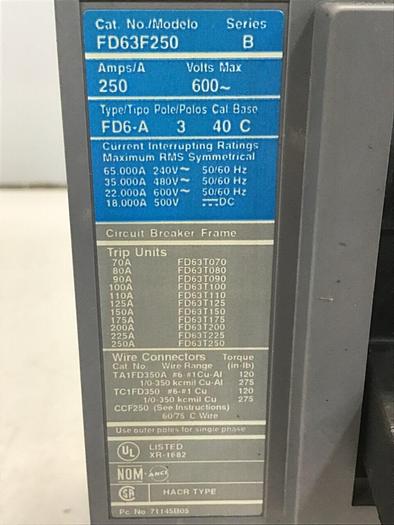 Cat. No./Modelo Series
FD63F250 B
Amps/A Volts Max
250 600~
Type/Tipo Pole/Polos Cal. Base
FD6-A 3 40 C
Current Interrupting Ratings
Maximum RMS Symmetrical
65,000A 240V~ 50/60 Hz
35,000A 480V~ 50/60 Hz
22,000A 600V~ 50/60 Hz
18,000A 500V ⎓DC
Circuit Breaker Frame
Trip Units
70A FD63T070
80A FD63T080
90A FD63T090
100A FD63T100
110A FD63T110
125A FD63T125
150A FD63T150
175A FD63T175
200A FD63T200
225A FD63T225
250A FD63T250
Wire Connectors Torque
Cat. No. Wire Range (in-lb)
TA1FD350A #6-#1 Cu-Al 120
1/0-350 kcmil Cu-Al 275
TC1FD350 #6-#1 Cu 120
1/0-350 kcmil Cu 275
CCF250 (See Instructions)
60/75 C Wire
Use outer poles for single phase
UL LISTED
XR-1682
NOM-ANCE
SA HACR TYPE
Pc. No. 71145B05